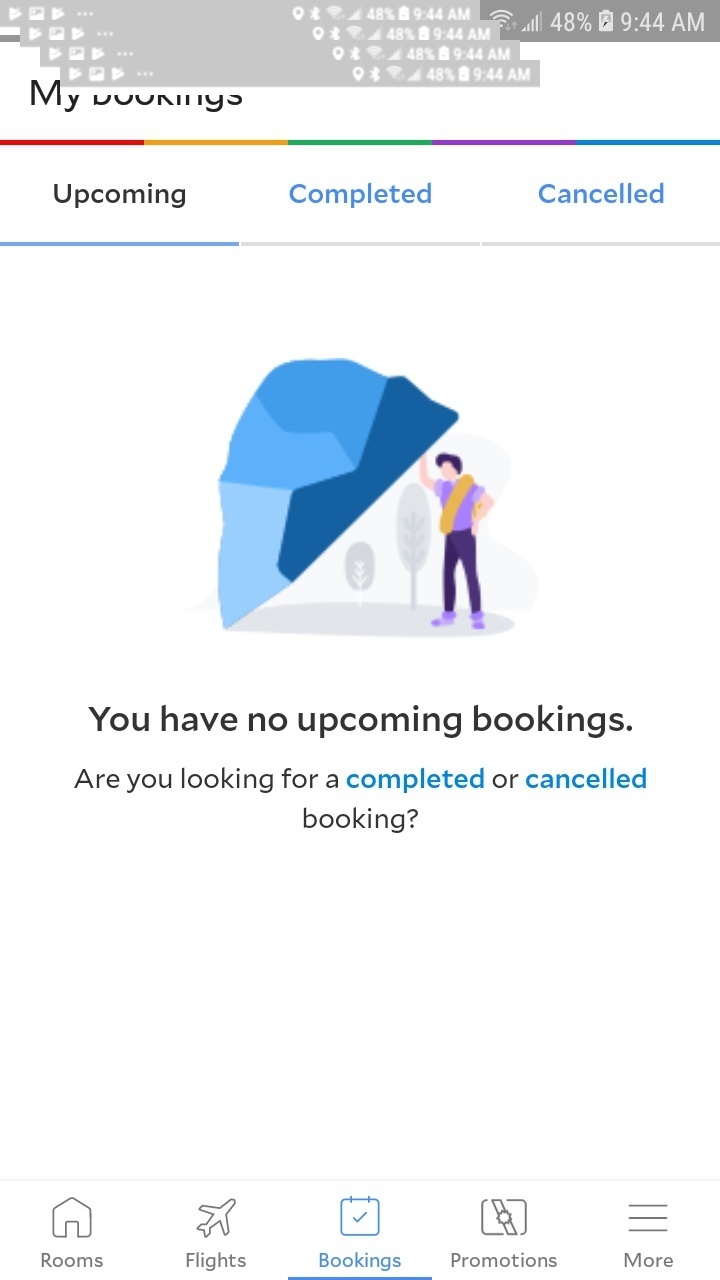 48% 9:44 AM
48% 9:44 AM
48% 9:44 AM
48% 9:44 AM
48% 9:44 AM
My bookings
Upcoming Completed Cancelled
You have no upcoming bookings.
Are you looking for a completed or cancelled
booking?
Rooms Flights Bookings Promotions More